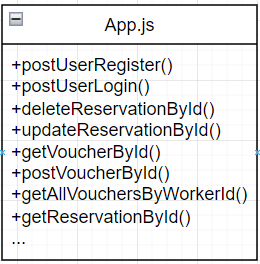 App.js
+postUserRegister()
+postUserLogin()
+deleteReservationById()
+updateReservationById()
+getVoucherById()
+postVoucherById()
+getAllVouchersByWorkerId()
+getReservationById()
...